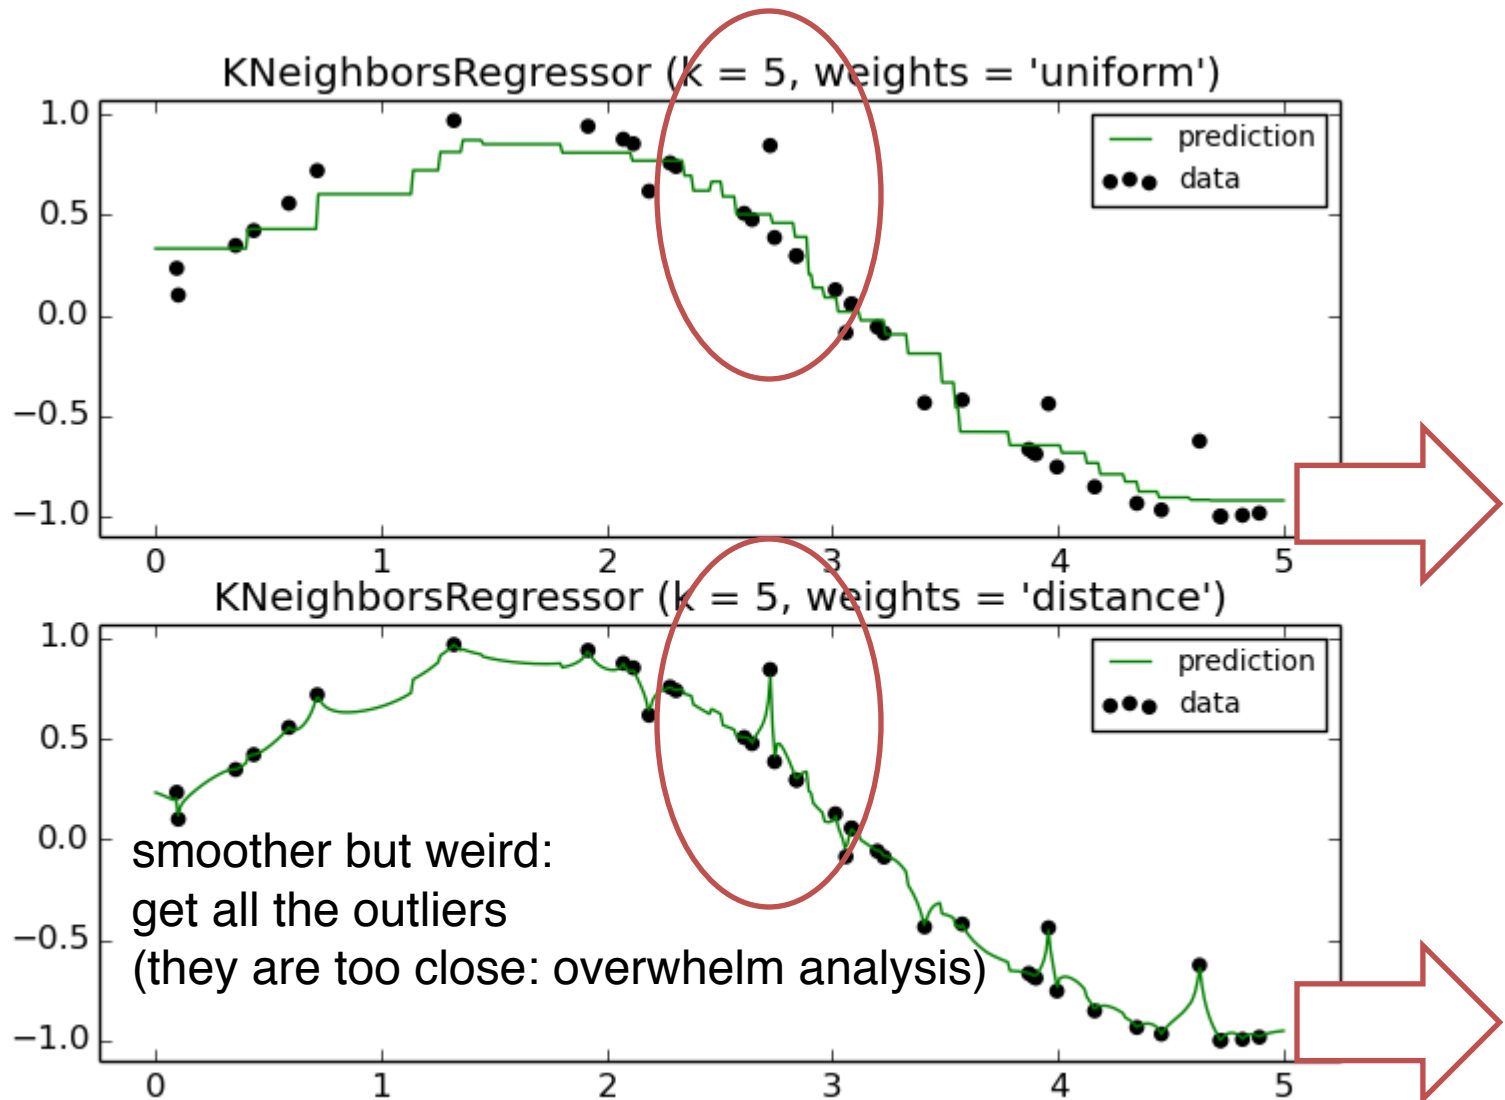 KNeighborsRegressor (k = 5, weights = 'uniform')
1.0
0.5
0.0
−0.5
−1.0
prediction
data
0 1 2 3 4 5
KNeighborsRegressor (k = 5, weights = 'distance')
1.0
0.5
0.0
−0.5
−1.0
prediction
data
smoother but weird:
get all the outliers
(they are too close: overwhelm analysis)
0 1 2 3 4 5